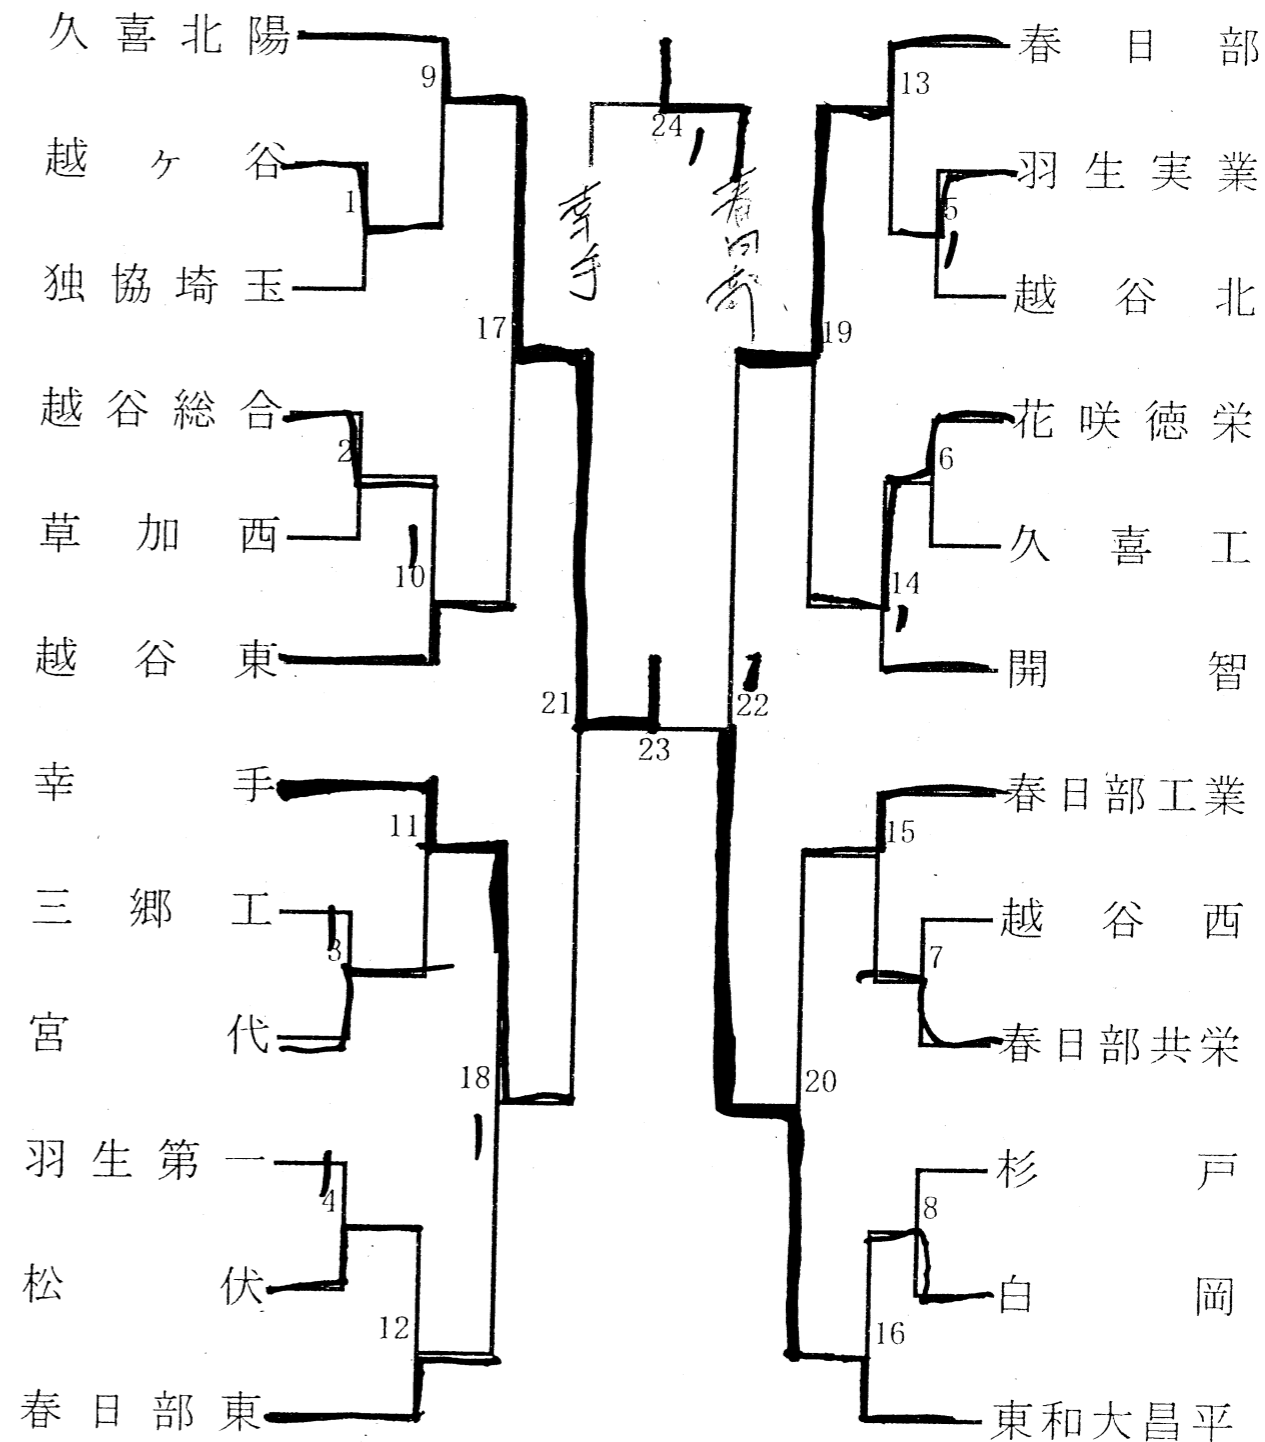 久喜北陽
9
越ヶ谷
1
独協埼玉
17
越谷総合
2
草加西
10
越谷東
21
幸手
11
三郷工
3
宮代
18
羽生第一
4
松伏
12
春日部東
24
幸手
春日部
23
22
春日部
13
羽生実業
5
越谷北
19
花咲徳栄
6
久喜工
14
開智
春日部工業
15
越谷西
7
春日部共栄
20
杉戸
8
白岡
16
東和大昌平